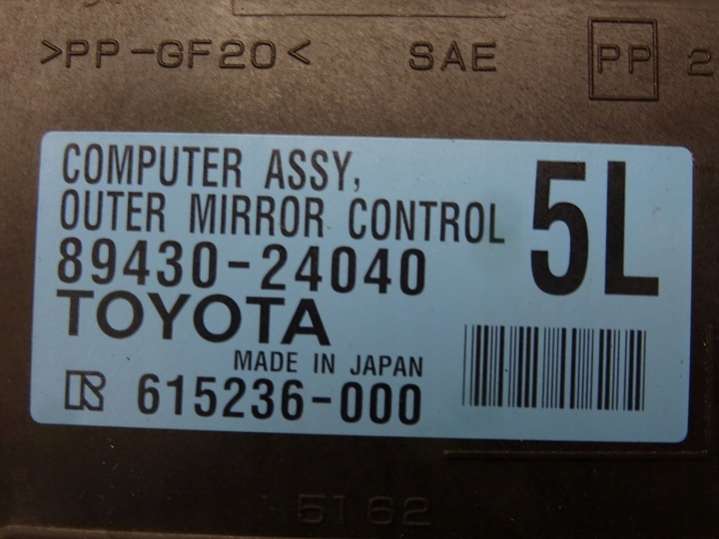 >PP-GF20< SAE PP 2
COMPUTER ASSY,
OUTER MIRROR CONTROL
5L
89430-24040
TOYOTA
MADE IN JAPAN
R 615236-000
5162